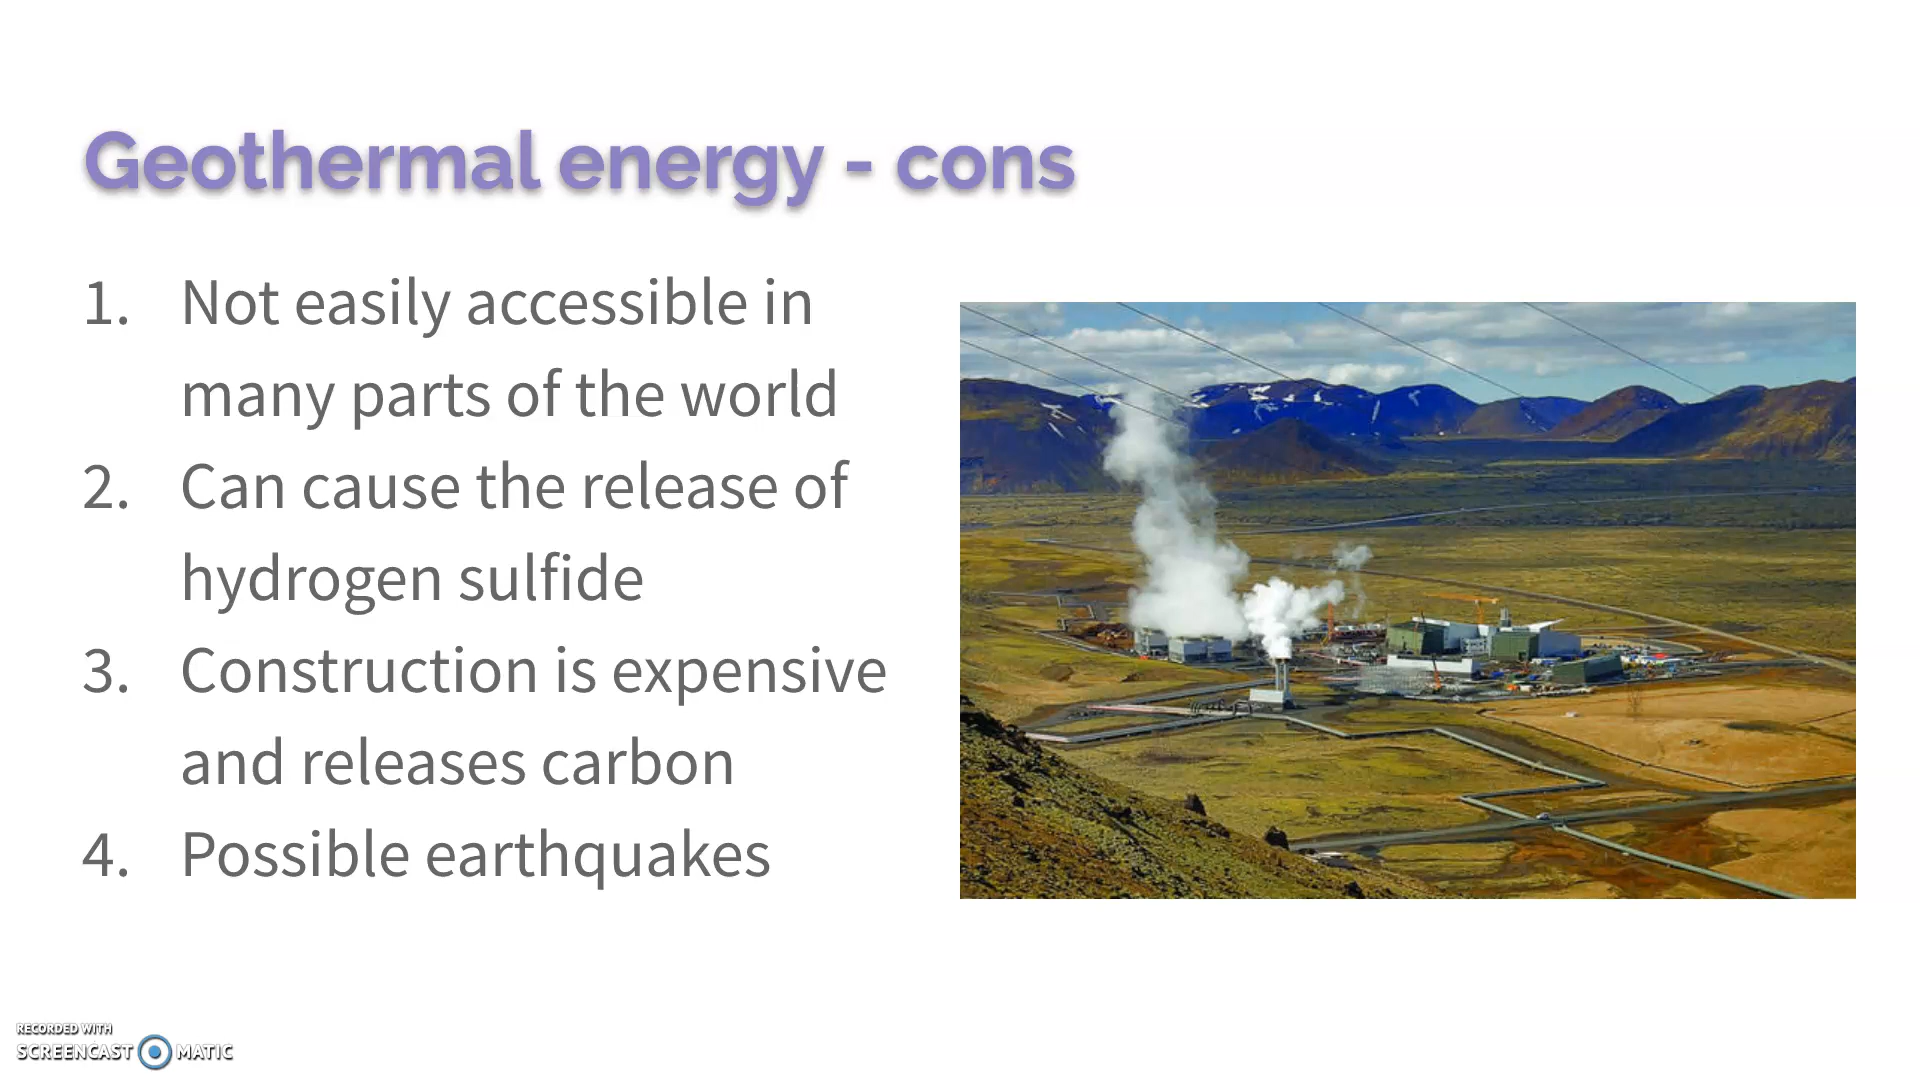 Geothermal energy - cons
1. Not easily accessible in
many parts of the world
2. Can cause the release of
hydrogen sulfide
3. Construction is expensive
and releases carbon
4. Possible earthquakes
RECORDED WITH
SCREENCAST MATIC